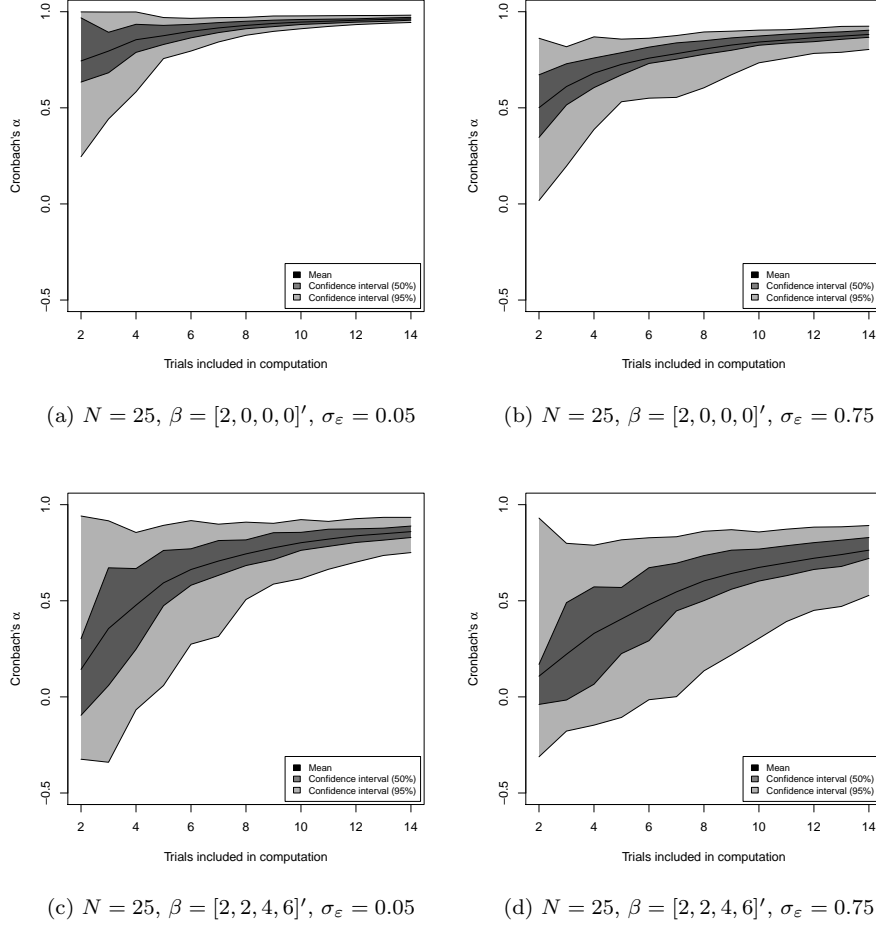 1.0
0.5
0.0
−0.5
Cronbach's α
Mean
Confidence interval (50%)
Confidence interval (95%)
2 4 6 8 10 12 14
Trials included in computation
(a) N = 25, β = [2, 0, 0, 0]′, σε = 0.05
1.0
0.5
0.0
−0.5
Cronbach's α
Mean
Confidence interval (50%)
Confidence interval (95%)
2 4 6 8 10 12 14
Trials included in computation
(b) N = 25, β = [2, 0, 0, 0]′, σε = 0.75
1.0
0.5
0.0
−0.5
Cronbach's α
Mean
Confidence interval (50%)
Confidence interval (95%)
2 4 6 8 10 12 14
Trials included in computation
(c) N = 25, β = [2, 2, 4, 6]′, σε = 0.05
1.0
0.5
0.0
−0.5
Cronbach's α
Mean
Confidence interval (50%)
Confidence interval (95%)
2 4 6 8 10 12 14
Trials included in computation
(d) N = 25, β = [2, 2, 4, 6]′, σε = 0.75